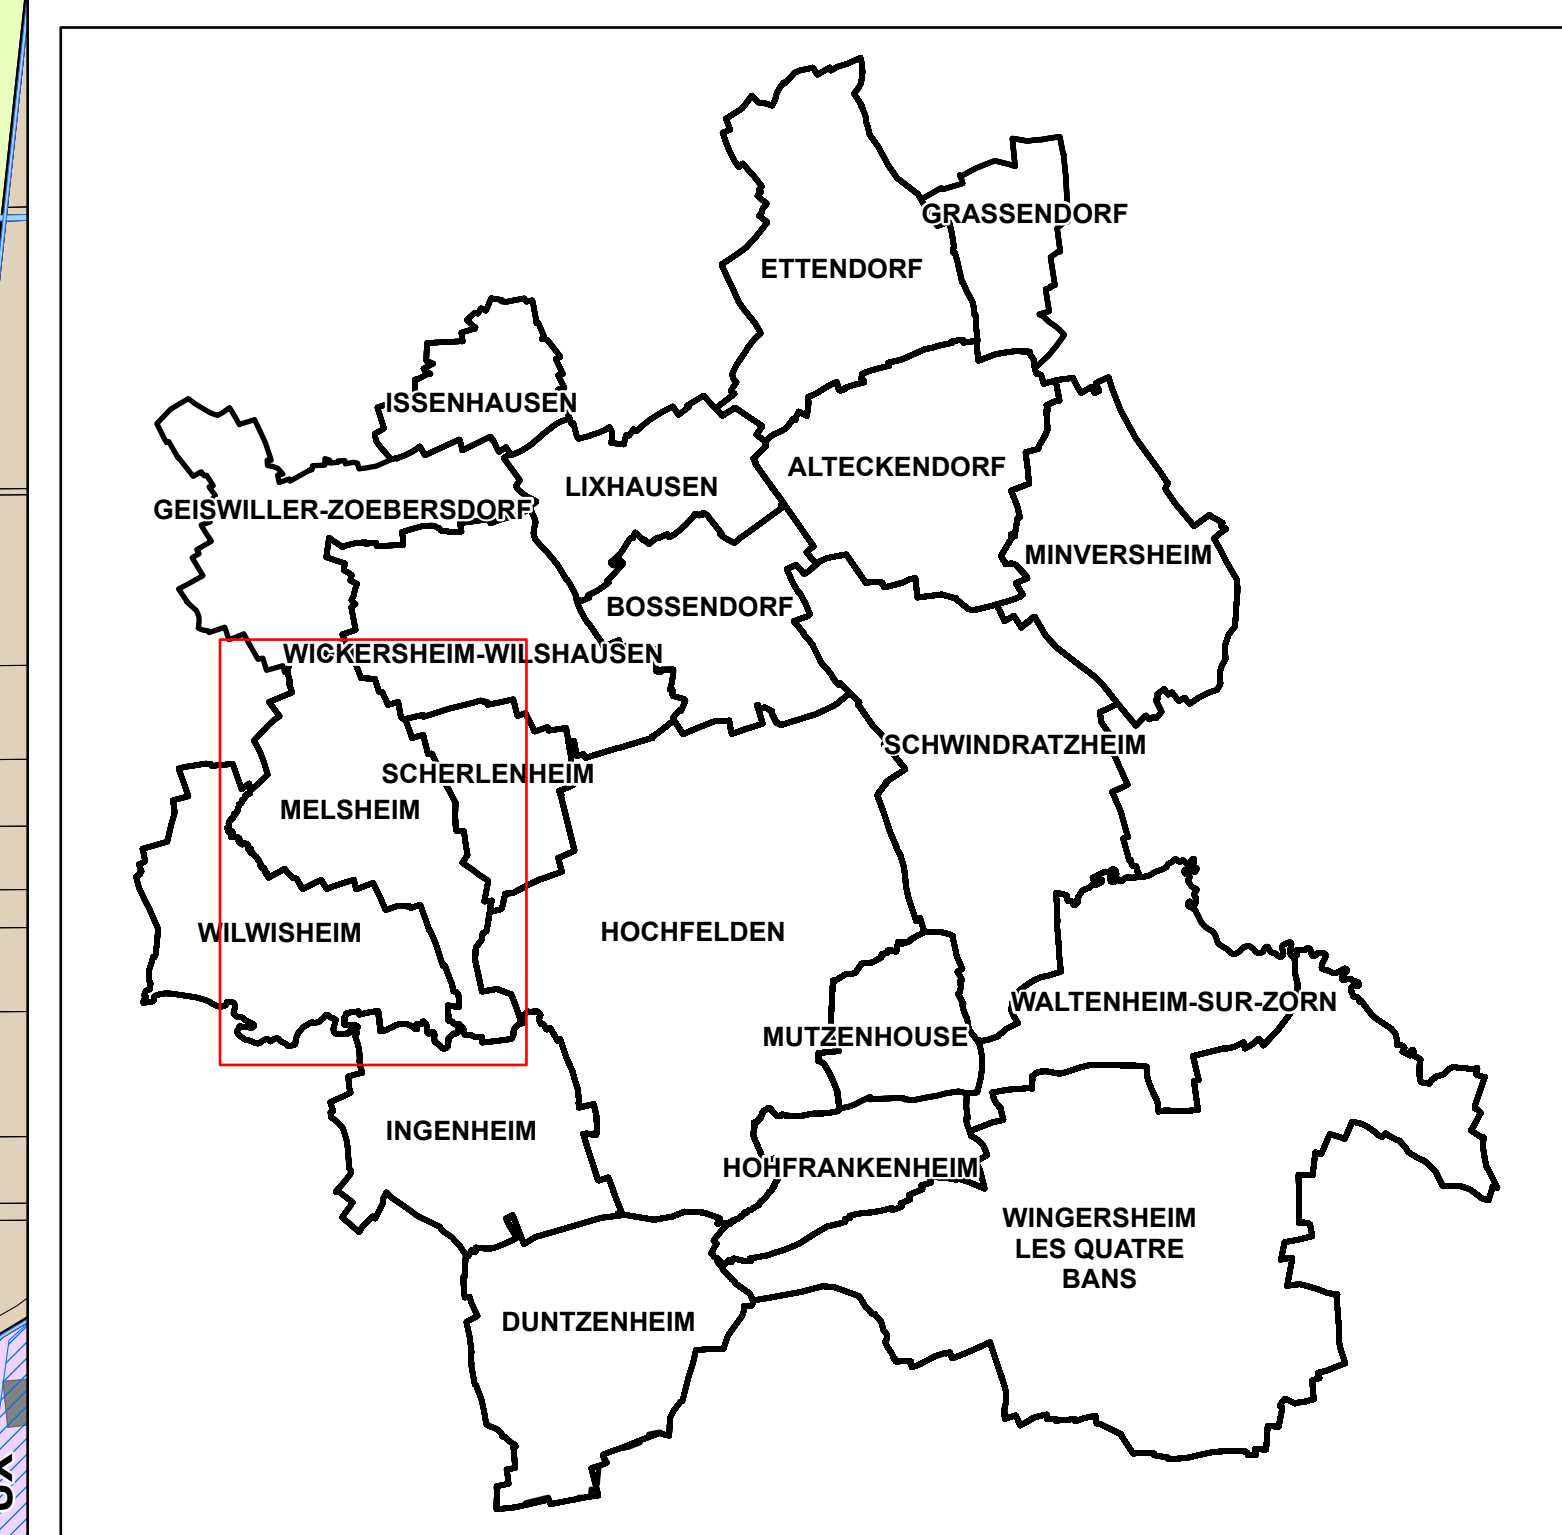 GRASSENDORF
ETTENDORF
ISSENHAUSEN
ALTECKENDORF
LIXHAUSEN
GEISWILLER-ZOEBERSDORF
MINVERSHEIM
BOSSENDORF
WICKERSHEIM-WILSHAUSEN
SCHWINDRATZHEIM
SCHERLENHEIM
MELSHEIM
WILWISHEIM
HOCHFELDEN
WALTENHEIM-SUR-ZORN
MUTZENHOUSE
INGENHEIM
HOHFRANKENHEIM
WINGERSHEIM
LES QUATRE
BANS
DUNTZENHEIM